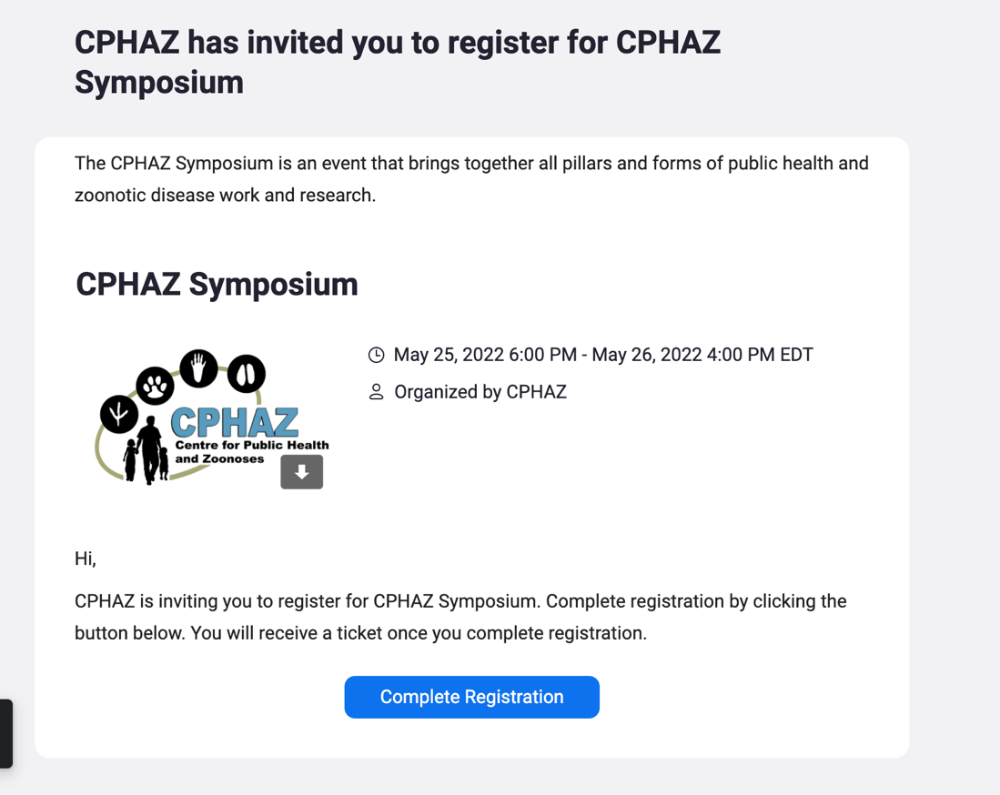 CPHAZ has invited you to register for CPHAZ
Symposium
The CPHAZ Symposium is an event that brings together all pillars and forms of public health and
zoonotic disease work and research.
CPHAZ Symposium
May 25, 2022 6:00 PM - May 26, 2022 4:00 PM EDT
Organized by CPHAZ
CPHAZ
Centre for Public Health
and Zoonoses
Hi,
CPHAZ is inviting you to register for CPHAZ Symposium. Complete registration by clicking the
button below. You will receive a ticket once you complete registration.
Complete Registration